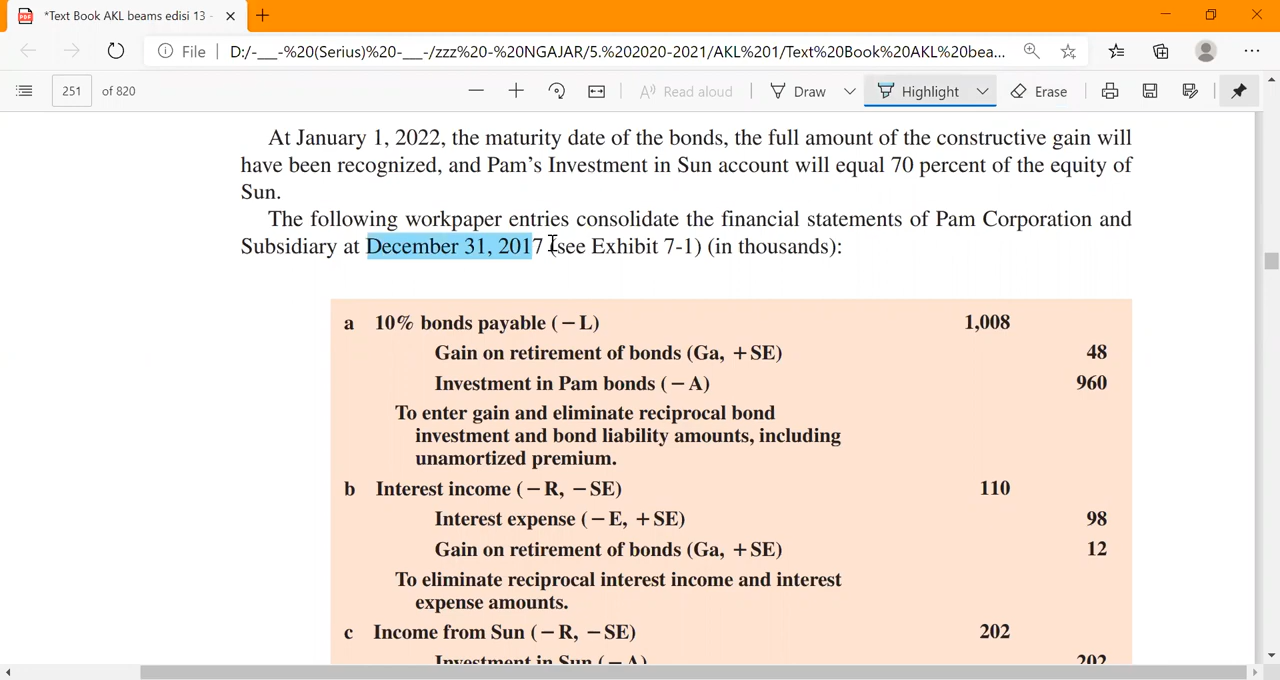 *Text Book AKL beams edisi 13 -
File D:/-___-%20(Serius)%20-___-/zzz%20-%20NGAJAR/5.%202020-2021/AKL%201/Text%20Book%20AKL%20bea...
251 of 820 Read aloud Draw Highlight Erase
At January 1, 2022, the maturity date of the bonds, the full amount of the constructive gain will
have been recognized, and Pam's Investment in Sun account will equal 70 percent of the equity of
Sun.
The following workpaper entries consolidate the financial statements of Pam Corporation and
Subsidiary at December 31, 2017 (see Exhibit 7-1) (in thousands):
a 10% bonds payable (−L) 1,008
Gain on retirement of bonds (Ga, +SE) 48
Investment in Pam bonds (−A) 960
To enter gain and eliminate reciprocal bond
investment and bond liability amounts, including
unamortized premium.
b Interest income (−R, −SE) 110
Interest expense (−E, +SE) 98
Gain on retirement of bonds (Ga, +SE) 12
To eliminate reciprocal interest income and interest
expense amounts.
c Income from Sun (−R, −SE) 202
Investment in Sun (−A) 202